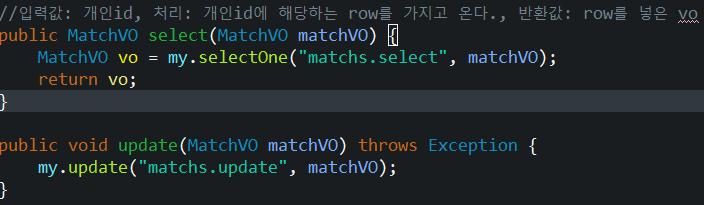 //입력값: 개인id, 처리: 개인id에 해당하는 row를 가지고 온다., 반환값: row를 넣은 vo
public MatchVO select(MatchVO matchVO) {
    MatchVO vo = my.selectOne("matchs.select", matchVO);
    return vo;
}
public void update(MatchVO matchVO) throws Exception {
    my.update("matchs.update", matchVO);
}